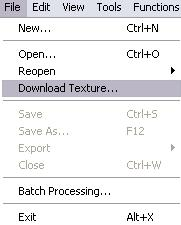 File Edit View Tools Functions
New... Ctrl+N
Open... Ctrl+O
Reopen
Download Texture...
Save Ctrl+S
Save As... F12
Export
Close Ctrl+W
Batch Processing...
Exit Alt+X